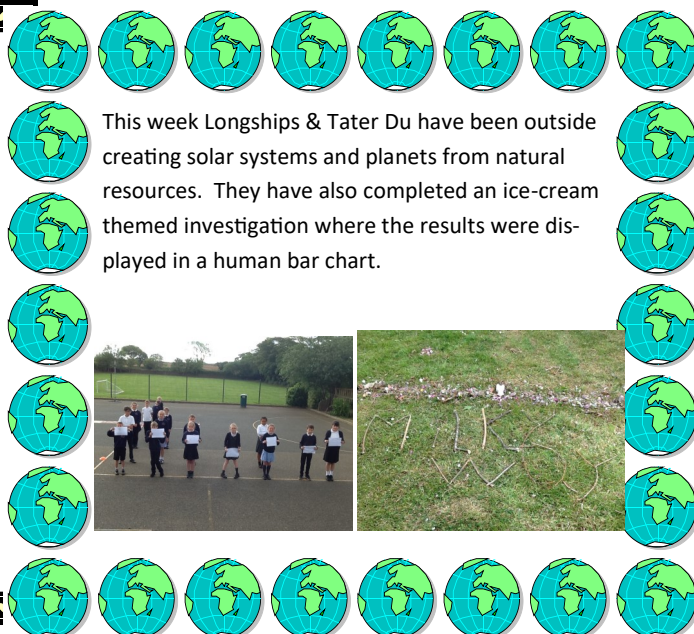 This week Longships & Tater Du have been outside
creating solar systems and planets from natural
resources.  They have also completed an ice-cream
themed investigation where the results were dis-
played in a human bar chart.